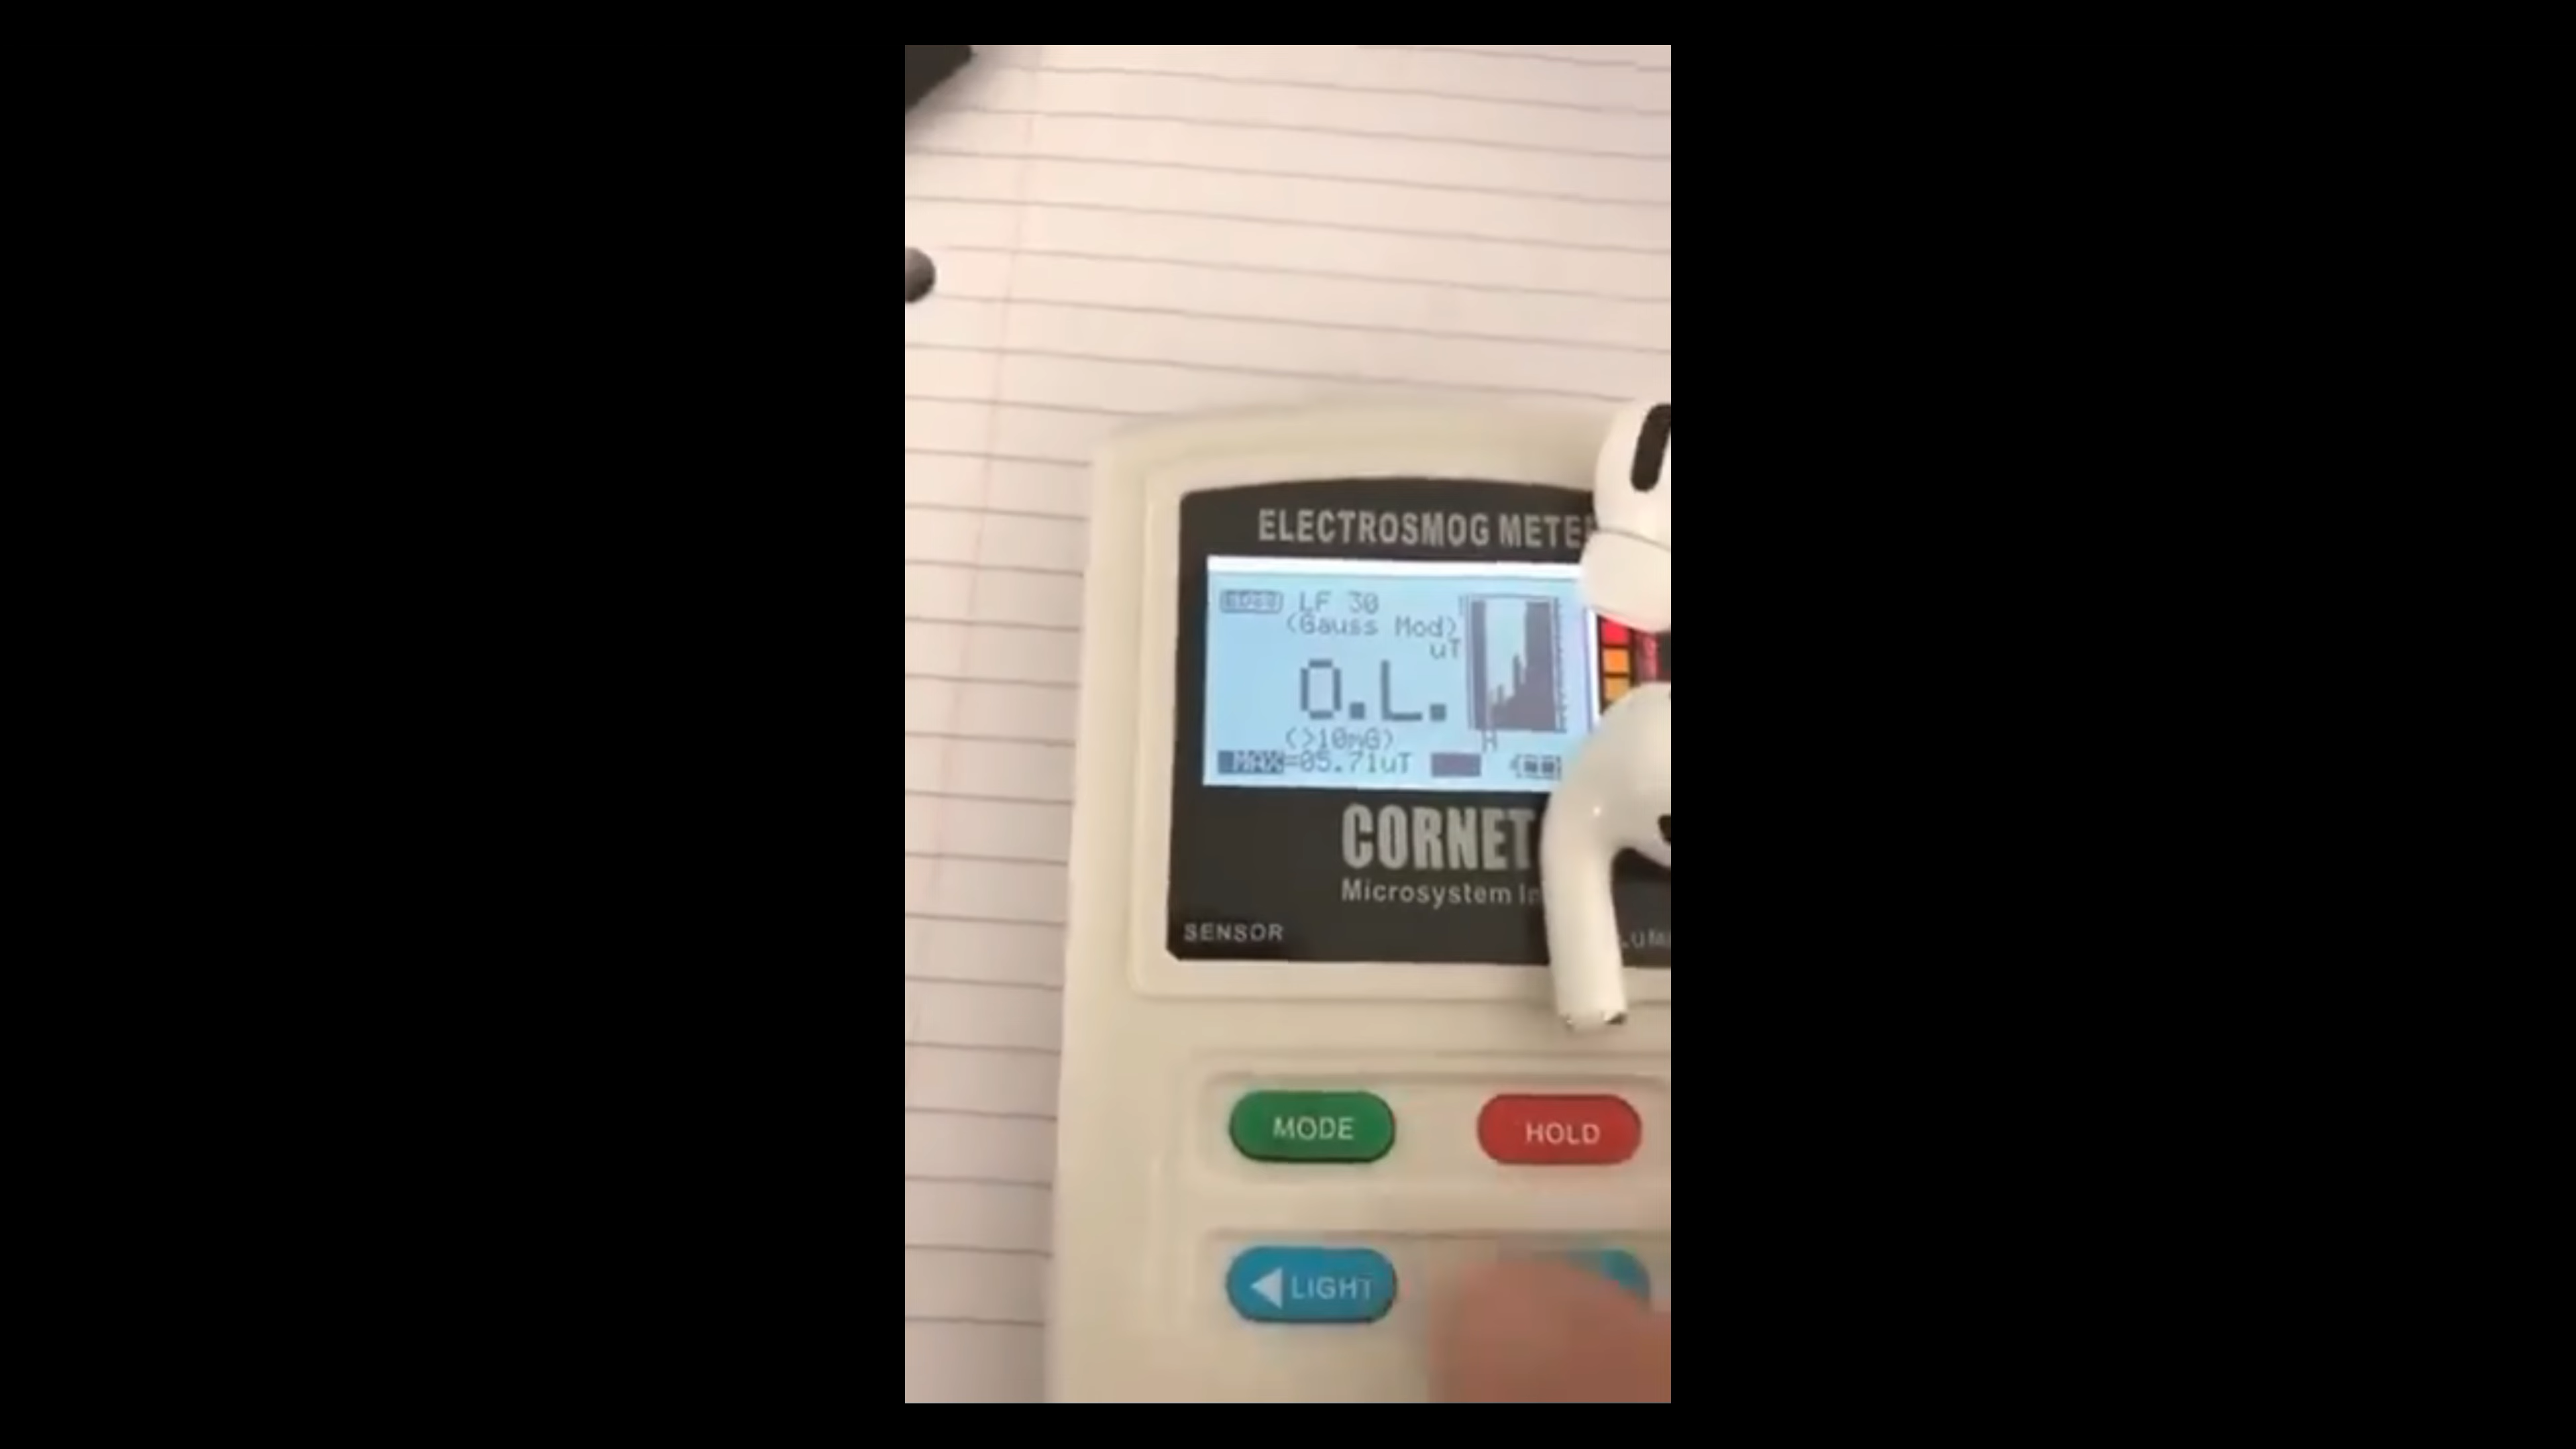 ELECTROSMOG METE
LF 30
(Gauss Mod)
uT
O.L.
(>10mG)
H
MAX=05.71uT
CORNET
Microsystem In
SENSOR
MODE
HOLD
LIGHT